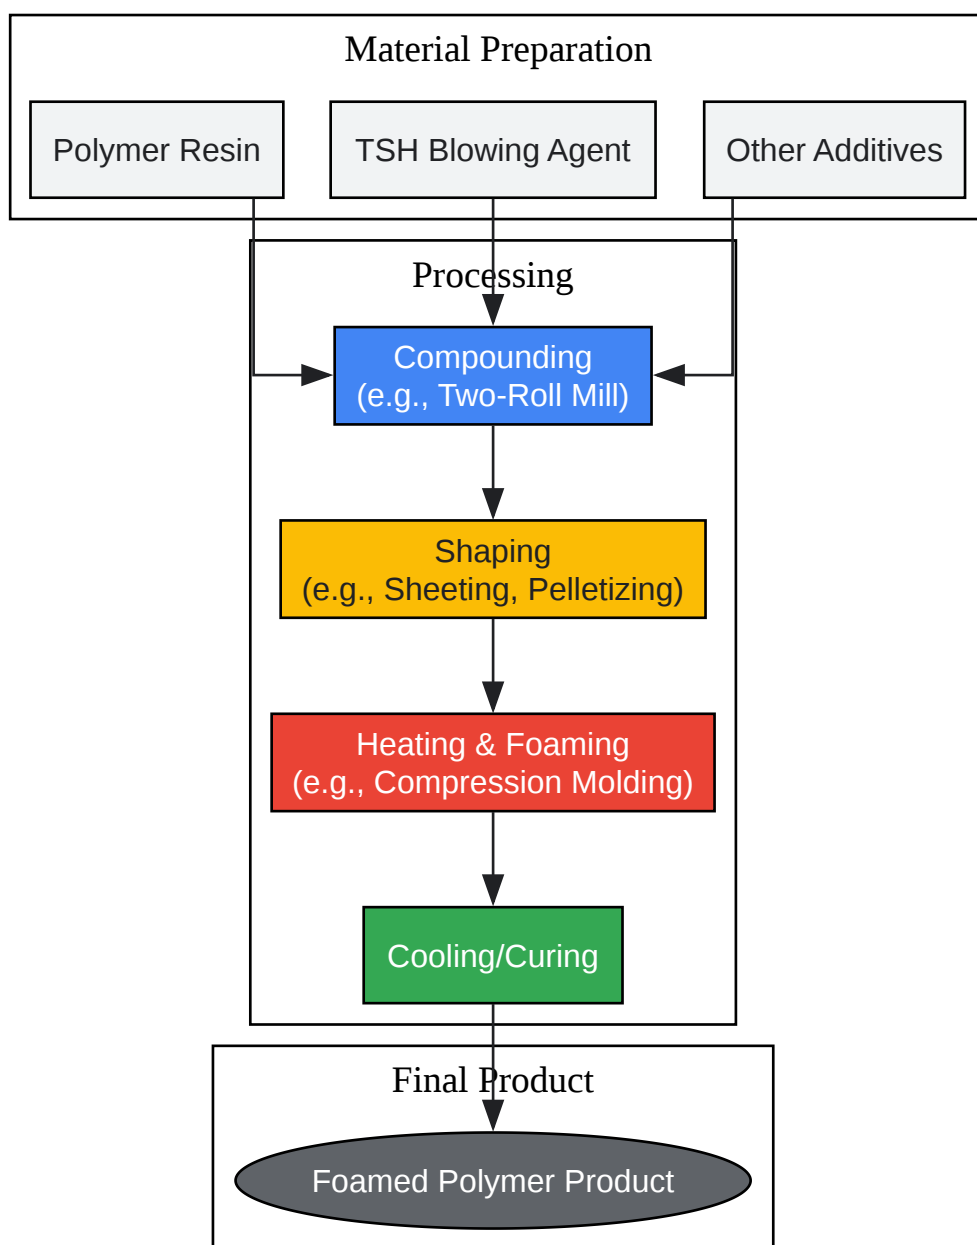 Material Preparation
Polymer Resin
TSH Blowing Agent
Other Additives
Processing
Compounding
(e.g., Two-Roll Mill)
Shaping
(e.g., Sheeting, Pelletizing)
Heating & Foaming
(e.g., Compression Molding)
Cooling/Curing
Final Product
Foamed Polymer Product